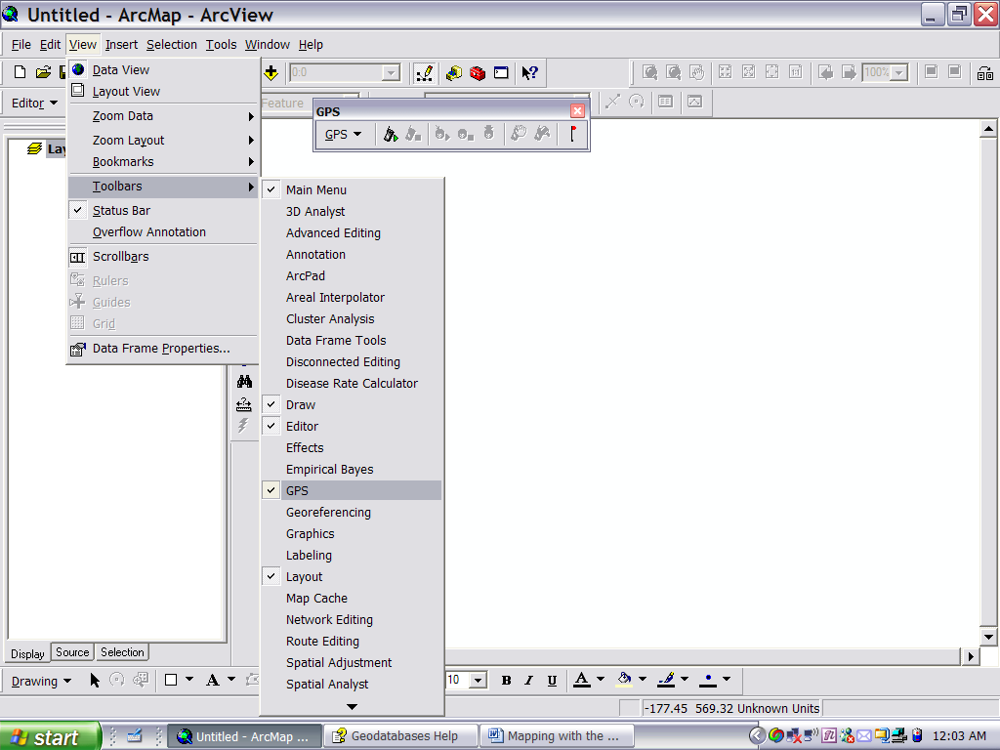 Untitled - ArcMap - ArcView
File Edit View Insert Selection Tools Window Help
0:0
100%
1:1
Editor
Feature
GPS
GPS
Data View
Layout View
Zoom Data
Zoom Layout
Bookmarks
Toolbars
Status Bar
Overflow Annotation
Scrollbars
Rulers
Guides
Grid
Data Frame Properties...
Lay
Main Menu
3D Analyst
Advanced Editing
Annotation
ArcPad
Areal Interpolator
Cluster Analysis
Data Frame Tools
Disconnected Editing
Disease Rate Calculator
Draw
Editor
Effects
Empirical Bayes
GPS
Georeferencing
Graphics
Labeling
Layout
Map Cache
Network Editing
Route Editing
Spatial Adjustment
Spatial Analyst
Display Source Selection
Drawing A 10 B I U A
-177.45 569.32 Unknown Units
start Untitled - ArcMap ... Geodatabases Help Mapping with the ... 12:03 AM